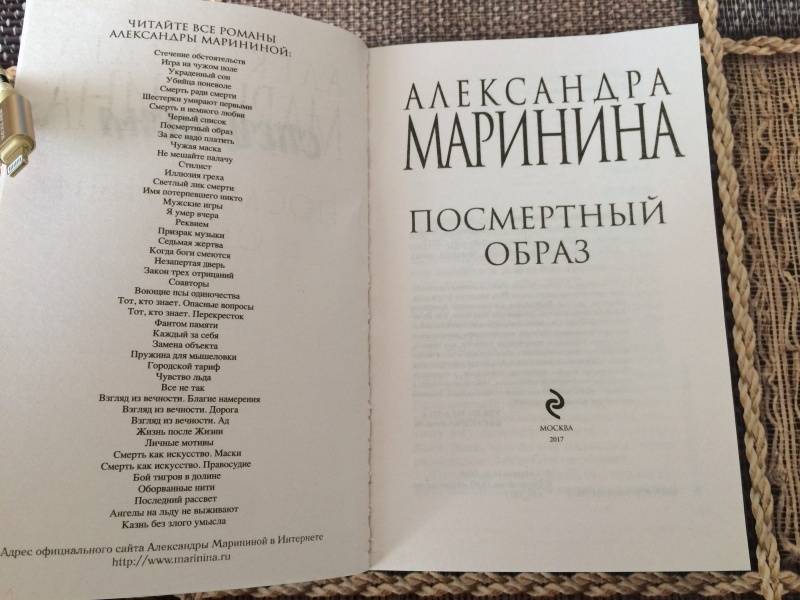 ЧИТАЙТЕ ВСЕ РОМАНЫ
АЛЕКСАНДРЫ МАРИНИНОЙ:
Стечение обстоятельств
Игра на чужом поле
Украденный сон
Убийца поневоле
Смерть ради смерти
Шестерки умирают первыми
Смерть и немного любви
Черный список
Посмертный образ
За все надо платить
Чужая маска
Не мешайте палачу
Стилист
Иллюзия греха
Светлый лик смерти
Имя потерпевшего никто
Мужские игры
Я умер вчера
Реквием
Призрак музыки
Седьмая жертва
Когда боги смеются
Незапертая дверь
Закон трех отрицаний
Соавторы
Воющие псы одиночества
Тот, кто знает. Опасные вопросы
Тот, кто знает. Перекресток
Фантом памяти
Каждый за себя
Замена объекта
Пружина для мышеловки
Городской тариф
Чувство льда
Все не так
Взгляд из вечности. Благие намерения
Взгляд из вечности. Дорога
Взгляд из вечности. Ад
Жизнь после Жизни
Личные мотивы
Смерть как искусство. Маски
Смерть как искусство. Правосудие
Бой тигров в долине
Оборванные нити
Последний рассвет
Ангелы на льду не выживают
Казнь без злого умысла
Адрес официального сайта Александры Марининой в Интернете
http://www.marinina.ru
АЛЕКСАНДРА
МАРИНИНА
ПОСМЕРТНЫЙ
ОБРАЗ
МОСКВА
2017